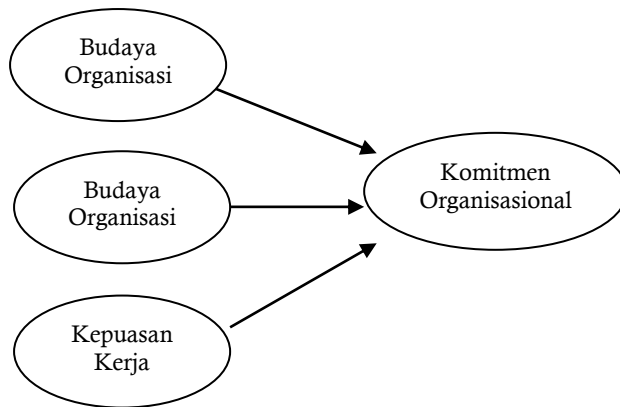 Budaya
Organisasi
Budaya
Organisasi
Kepuasan
Kerja
Komitmen
Organisasional